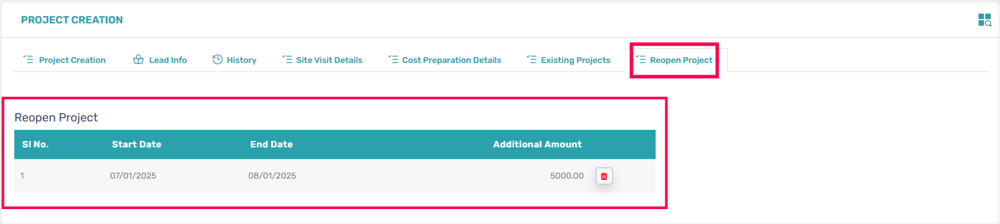 PROJECT CREATION
Project Creation Lead Info History Site Visit Details Cost Preparation Details Existing Projects Reopen Project
Reopen Project
Sl No. Start Date End Date Additional Amount
1 07/01/2025 08/01/2025 5000.00